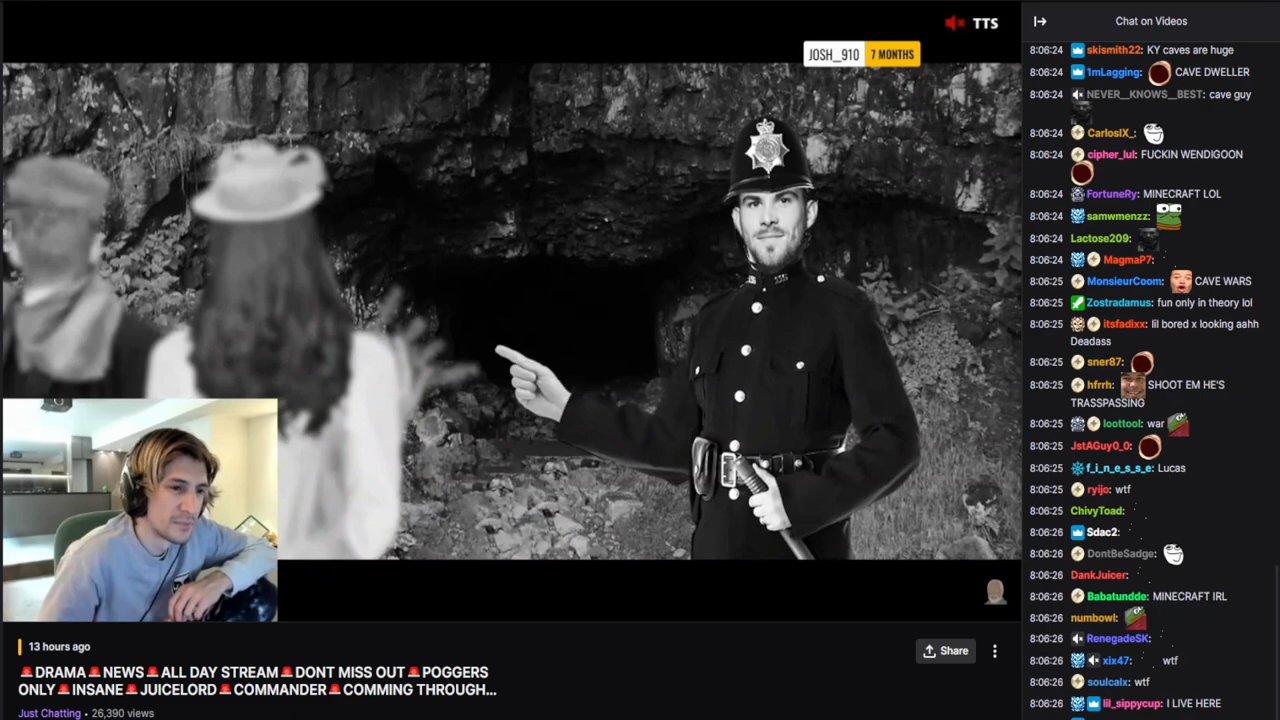 TTS
JOSH__910 7 MONTHS
13 hours ago
Share
🚨DRAMA🚨NEWS🚨ALL DAY STREAM🚨DONT MISS OUT🚨POGGERS
ONLY🚨INSANE🚨JUICELORD🚨COMMANDER🚨COMMING THROUGH...
Just Chatting • 26,390 views
Chat on Videos
8:06:24 skismith22: KY caves are huge
8:06:24 1mLagging: CAVE DWELLER
8:06:24 NEVER__KNOWS__BEST: cave guy
8:06:24 CarlosIX_:
8:06:24 cipher_lul: FUCKIN WENDIGOON
8:06:24 FortuneRy: MINECRAFT LOL
8:06:24 samwmenzz:
8:06:24 Lactose209:
8:06:24 MagmaP7:
8:06:24 MonsieurCoom: CAVE WARS
8:06:25 Zostradamus: fun only in theory lol
8:06:25 itsfadixx: lil bored x looking aahh
Deadass
8:06:25 sner87:
8:06:25 hfrrh: SHOOT EM HE'S
TRASSPASSING
8:06:25 loottool: war
8:06:25 JstAGuy0_0:
8:06:25 f_i_n_e_s_s_e: Lucas
8:06:25 ryijo: wtf
8:06:25 ChivyToad:
8:06:26 Sdac2:
8:06:26 DontBeSadge:
8:06:26 DankJuicer:
8:06:26 Babatundde: MINECRAFT IRL
8:06:26 numbowl:
8:06:26 RenegadeSK:
8:06:26 xix47: wtf
8:06:26 soulcalx: wtf
8:06:26 lil_sippycup: I LIVE HERE